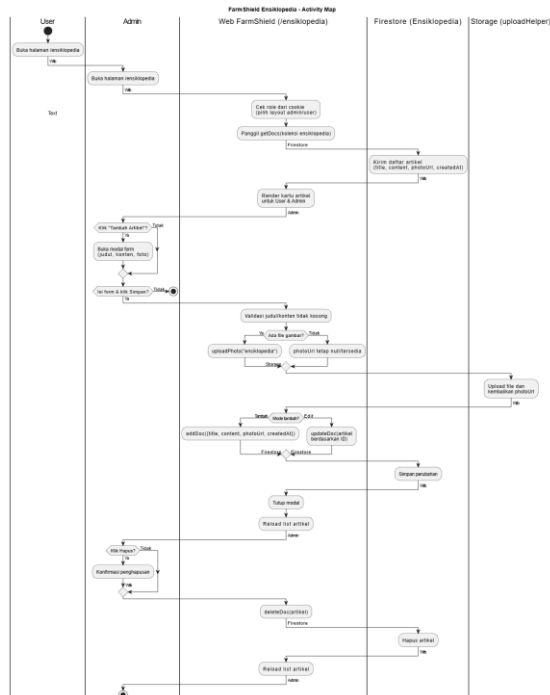 FarmShield Ensiklopedia - Activity Map
User
Admin
Web FarmShield (/ensiklopedia)
Firestore (Ensiklopedia)
Storage (uploadHelper)
Buka halaman /ensiklopedia
Web
Buka halaman /ensiklopedia
Web
Text
Cek role dari cookie
(pilih layout admin/user)
Panggil getDocs(koleksi ensiklopedia)
Firestore
Kirim daftar artikel
(title, content, photoUrl, createdAt)
Web
Render kartu artikel
untuk User & Admin
Admin
Klik "Tambah Artikel"?
Tidak
Ya
Buka modal form
(judul, konten, foto)
Isi form & klik Simpan?
Tidak
Ya
Validasi judul/konten tidak kosong
Ya
Ada file gambar?
Tidak
uploadPhoto("ensiklopedia")
photoUrl tetap null/tersedia
Storage
Upload file dan
kembalikan photoUrl
Web
Tambah
Mode tambah?
Edit
addDoc({title, content, photoUrl, createdAt})
updateDoc(artikel
berdasarkan ID)
Firestore
Firestore
Simpan perubahan
Web
Tutup modal
Reload list artikel
Admin
Klik Hapus?
Tidak
Ya
Konfirmasi penghapusan
Web
deleteDoc(artikel)
Firestore
Hapus artikel
Web
Reload list artikel
Admin